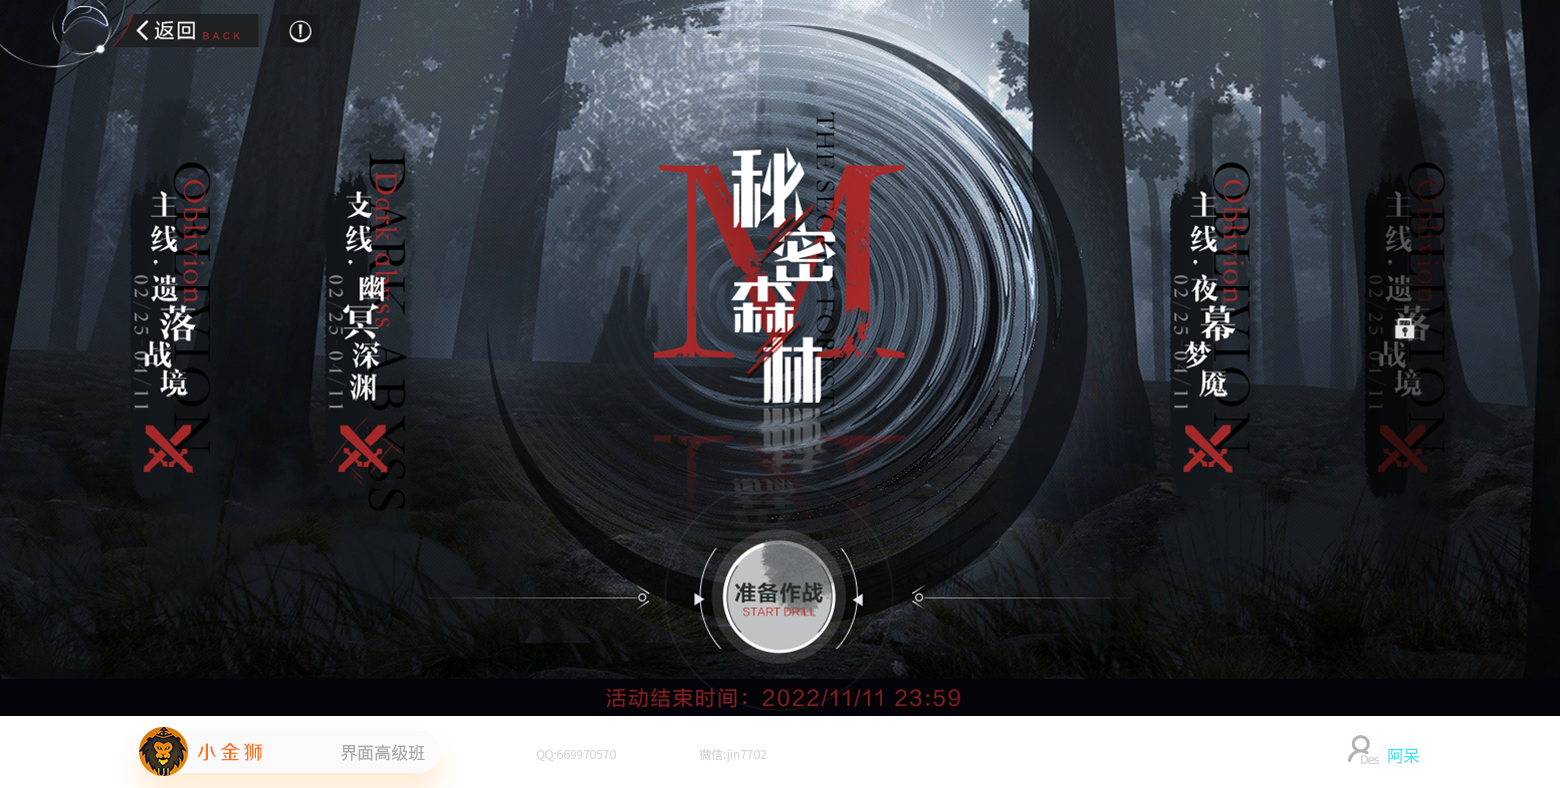 返回 BACK
主线·遗落战境
Oblivion
OBLIVION
02/25-01/11
支线·幽冥深渊
Dark abyss
DARK ABYSS
02/25-01/11
M
秘密森林
主线·夜幕梦魇
Oblivion
OBLIVION
02/25-01/11
主线·遗落战境
Oblivion
OBLIVION
02/25-01/11
准备作战
START DRILL
活动结束时间：2022/11/11 23:59
小金狮
界面高级班
QQ:669970570
微信:jin7702
Des 阿呆